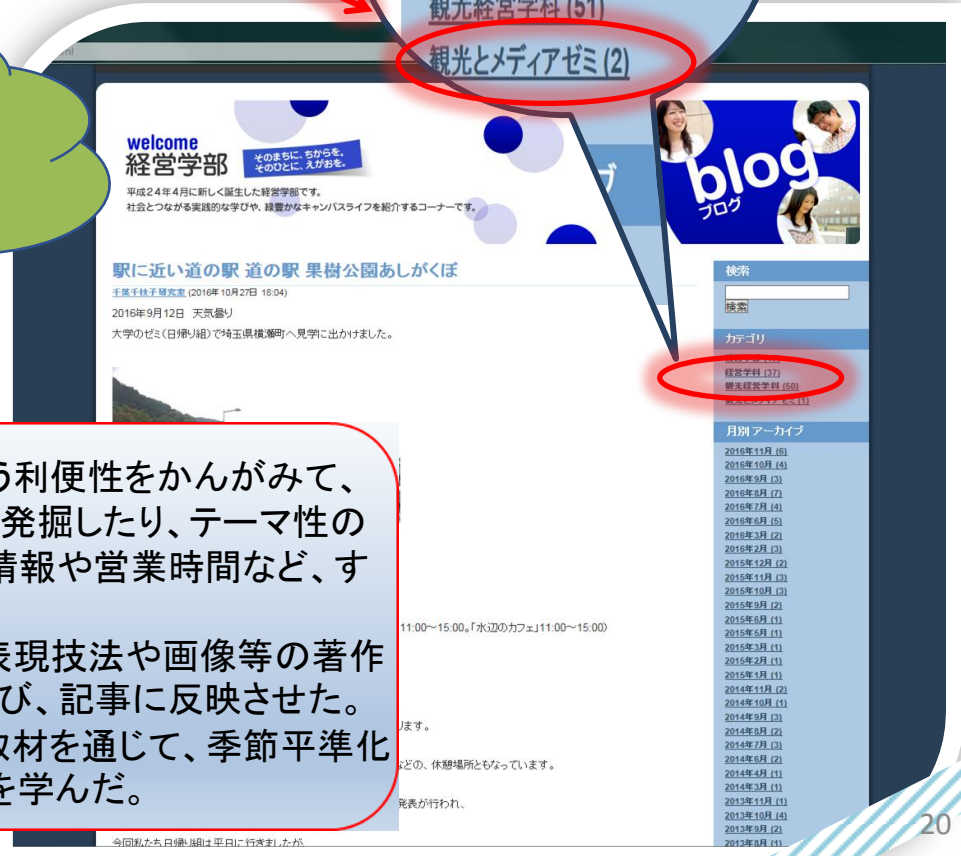 観光経営学科 (51)
観光とメディアゼミ (2)
welcome
経営学部
そのまちに、ちからを。
そのひとに、えがおを。
平成24年4月に新しく誕生した経営学部です。
社会とつながる実践的な学びや、緑豊かなキャンパスライフを紹介するコーナーです。
グ
blog
ブログ
駅に近い道の駅 道の駅 果樹公園あしがくぼ
千葉千枝子研究室 (2016年10月27日 18:04)
2016年9月12日 天気曇り
大学のゼミ(日帰り組)で埼玉県横瀬町へ見学に出かけました。
検索
検索
カテゴリ
経営学科 (37)
観光経営学科 (50)
月別 アーカイブ
2016年11月 (6)
2016年10月 (4)
2016年9月 (3)
2016年8月 (7)
2016年7月 (4)
2016年6月 (5)
2016年3月 (2)
2016年2月 (3)
2015年12月 (2)
2015年11月 (3)
2015年10月 (3)
2015年9月 (2)
2015年6月 (1)
2015年5月 (1)
2015年3月 (1)
2015年2月 (1)
2015年1月 (1)
2014年11月 (2)
2014年10月 (1)
2014年9月 (3)
2014年8月 (2)
2014年7月 (3)
2014年6月 (2)
2014年4月 (1)
2014年3月 (1)
2013年11月 (1)
2013年10月 (4)
2013年9月 (2)
2013年8月 (1)
う利便性をかんがみて、
発掘したり、テーマ性の
情報や営業時間など、す
表現技法や画像等の著作
び、記事に反映させた。
取材を通じて、季節平準化
を学んだ。
11:00~15:00。「水辺のカフェ」11:00~15:00)
ります。
などの、休憩場所ともなっています。
発表が行われ、
今回私たち日帰り組は平日に行きましたが、
20